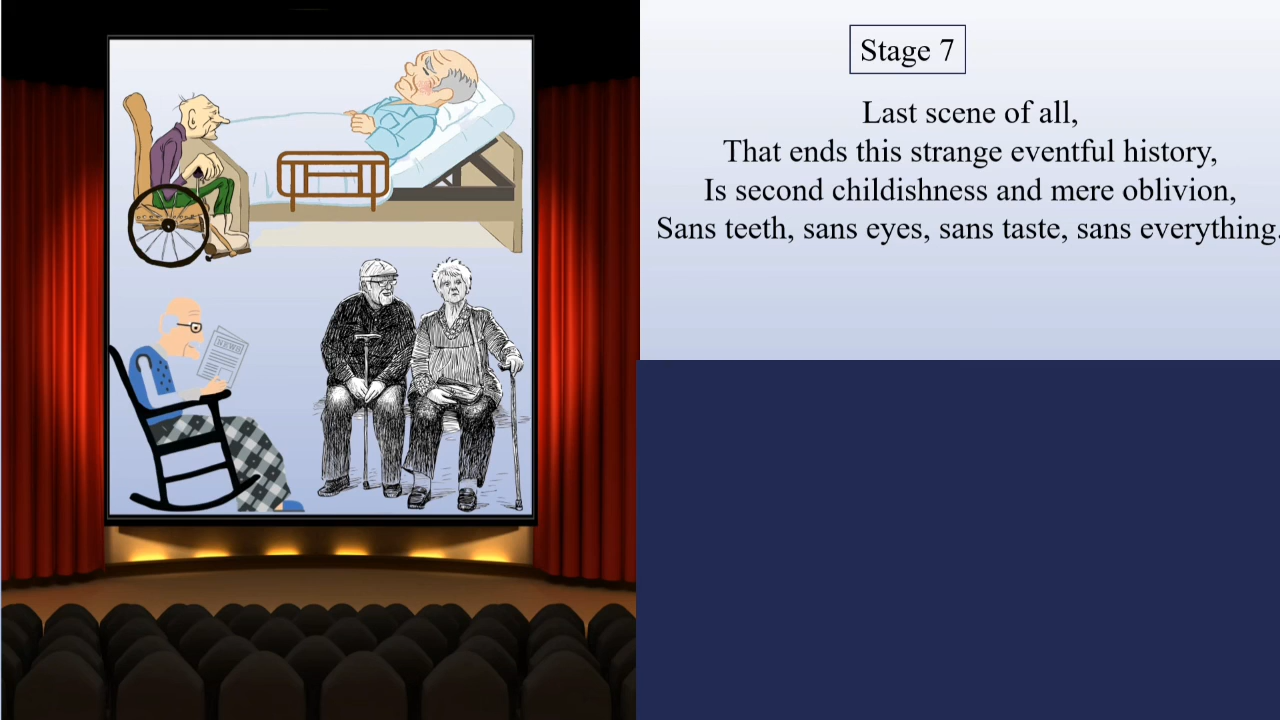 Stage 7
Last scene of all,
That ends this strange eventful history,
Is second childishness and mere oblivion,
Sans teeth, sans eyes, sans taste, sans everything.
NEWS